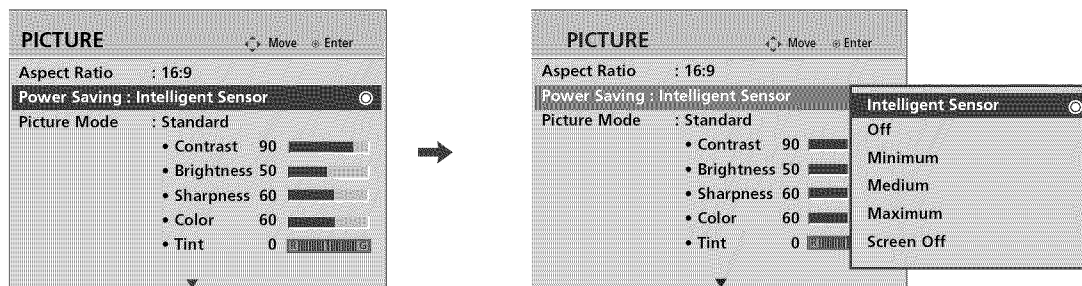 PICTURE
Move Enter
Aspect Ratio : 16:9
Power Saving : Intelligent Sensor
Picture Mode : Standard
• Contrast 90
• Brightness 50
• Sharpness 60
• Color 60
• Tint 0 R G
PICTURE
Move Enter
Aspect Ratio : 16:9
Power Saving : Intelligent Sensor
Picture Mode : Standard
• Contrast 90
• Brightness 50
• Sharpness 60
• Color 60
• Tint 0 R
Intelligent Sensor
Off
Minimum
Medium
Maximum
Screen Off